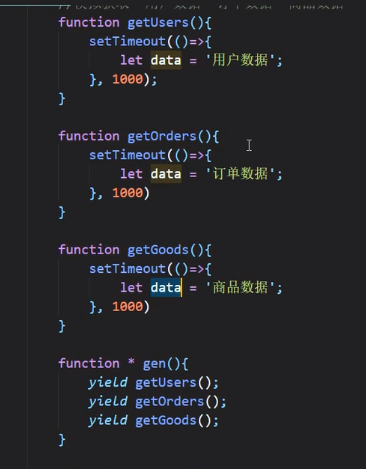 function getUsers(){
setTimeout(()=>{
let data = '用户数据';
}, 1000);
}
function getOrders(){
setTimeout(()=>{
let data = '订单数据';
}, 1000)
}
function getGoods(){
setTimeout(()=>{
let data = '商品数据';
}, 1000)
}
function * gen(){
yield getUsers();
yield getOrders();
yield getGoods();
}